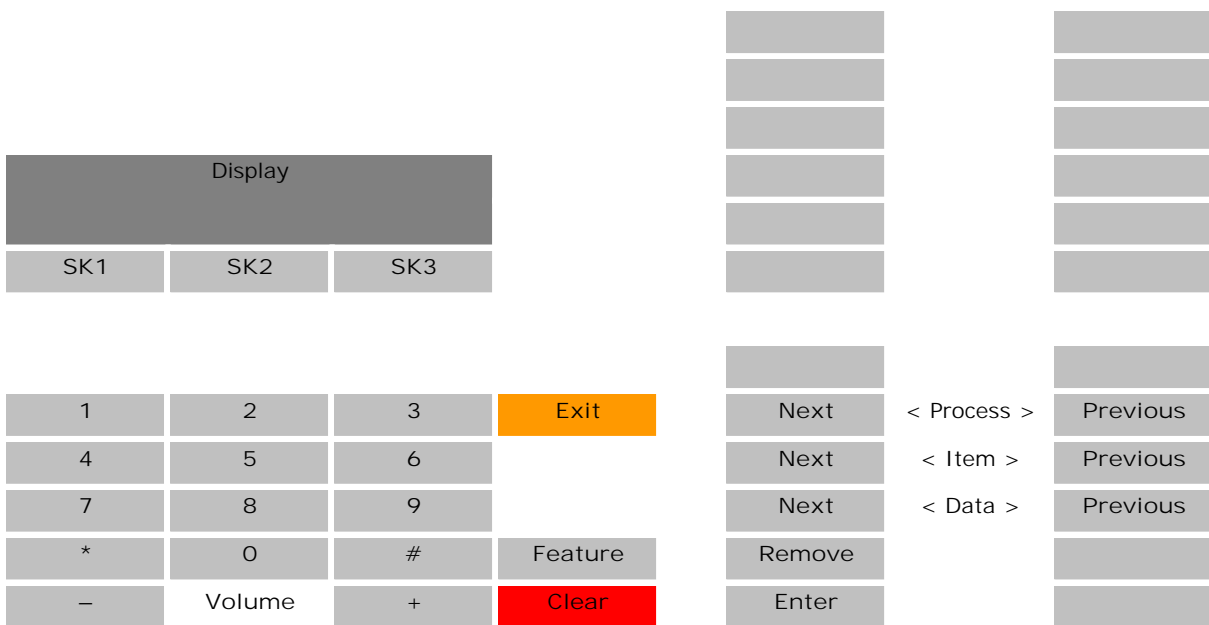 Display
SK1 SK2 SK3
1 2 3 Exit Next < Process > Previous
4 5 6 Next < Item > Previous
7 8 9 Next < Data > Previous
* 0 # Feature Remove
– Volume + Clear Enter